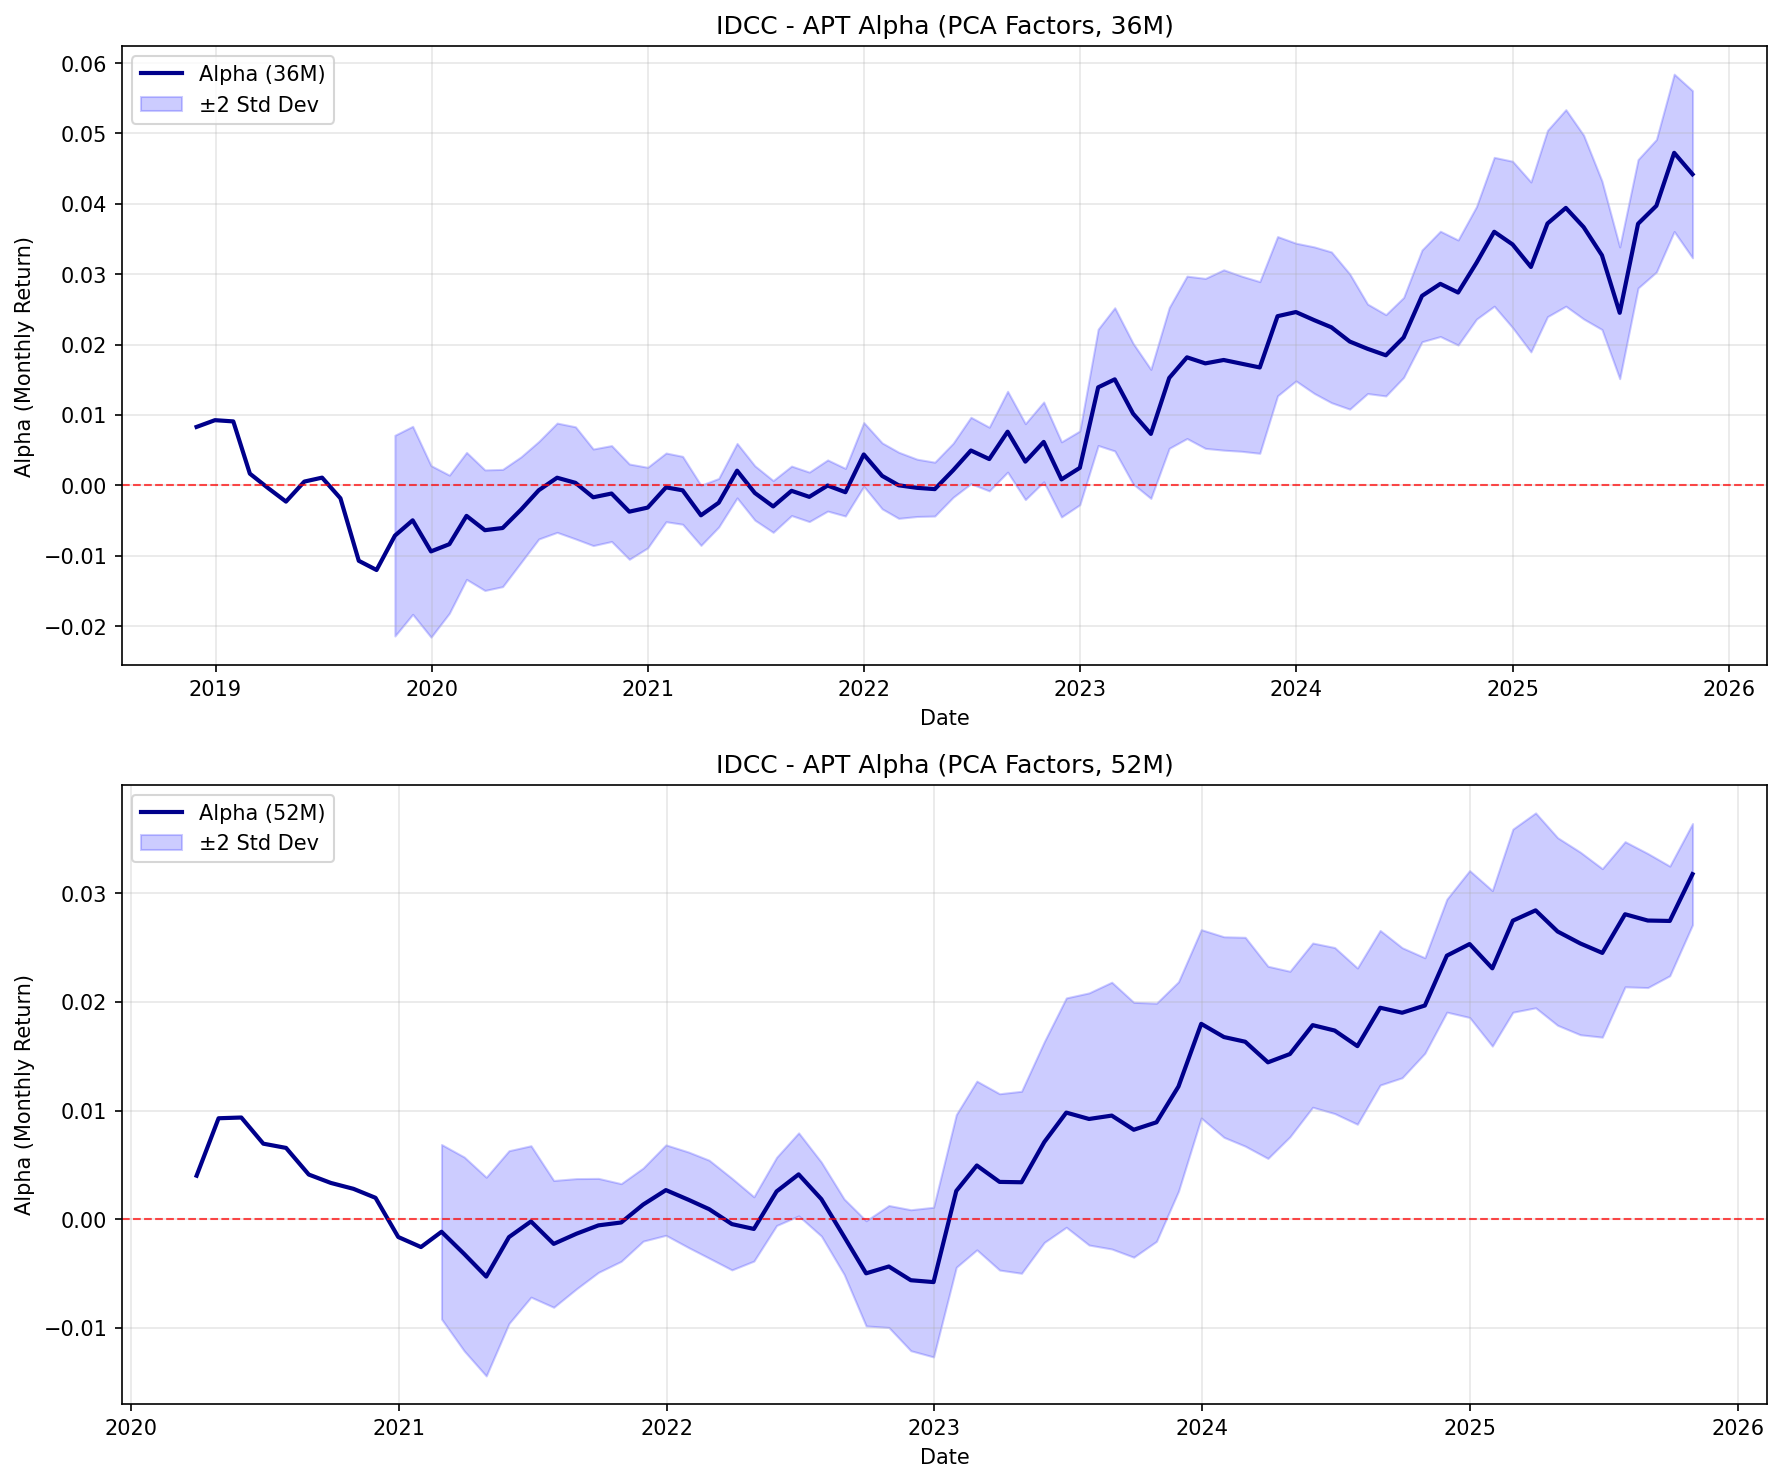 IDCC - APT Alpha (PCA Factors, 36M)
Alpha (36M)
±2 Std Dev
Alpha (Monthly Return)
0.06
0.05
0.04
0.03
0.02
0.01
0.00
−0.01
−0.02
2019 2020 2021 2022 2023 2024 2025 2026
Date
IDCC - APT Alpha (PCA Factors, 52M)
Alpha (52M)
±2 Std Dev
Alpha (Monthly Return)
0.03
0.02
0.01
0.00
−0.01
2020 2021 2022 2023 2024 2025 2026
Date